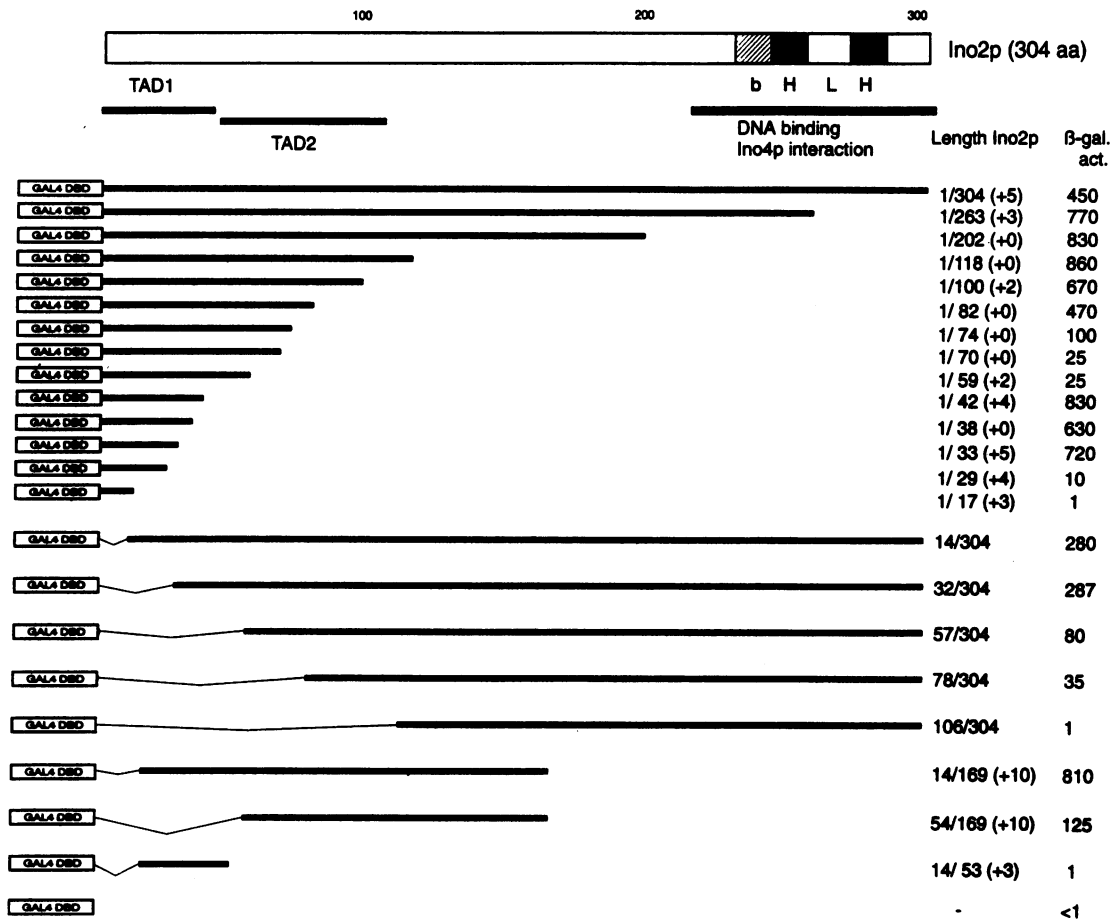 100 200 300
Ino2p (304 aa)
b H L H
TAD1
TAD2
DNA binding
Ino4p interaction
Length Ino2p
β-gal. act.
GAL4 DBD 1/304 (+5) 450
GAL4 DBD 1/263 (+3) 770
GAL4 DBD 1/202 (+0) 830
GAL4 DBD 1/118 (+0) 860
GAL4 DBD 1/100 (+2) 670
GAL4 DBD 1/ 82 (+0) 470
GAL4 DBD 1/ 74 (+0) 100
GAL4 DBD 1/ 70 (+0) 25
GAL4 DBD 1/ 59 (+2) 25
GAL4 DBD 1/ 42 (+4) 830
GAL4 DBD 1/ 38 (+0) 630
GAL4 DBD 1/ 33 (+5) 720
GAL4 DBD 1/ 29 (+4) 10
GAL4 DBD 1/ 17 (+3) 1
GAL4 DBD 14/304 280
GAL4 DBD 32/304 287
GAL4 DBD 57/304 80
GAL4 DBD 78/304 35
GAL4 DBD 106/304 1
GAL4 DBD 14/169 (+10) 810
GAL4 DBD 54/169 (+10) 125
GAL4 DBD 14/ 53 (+3) 1
GAL4 DBD - <1